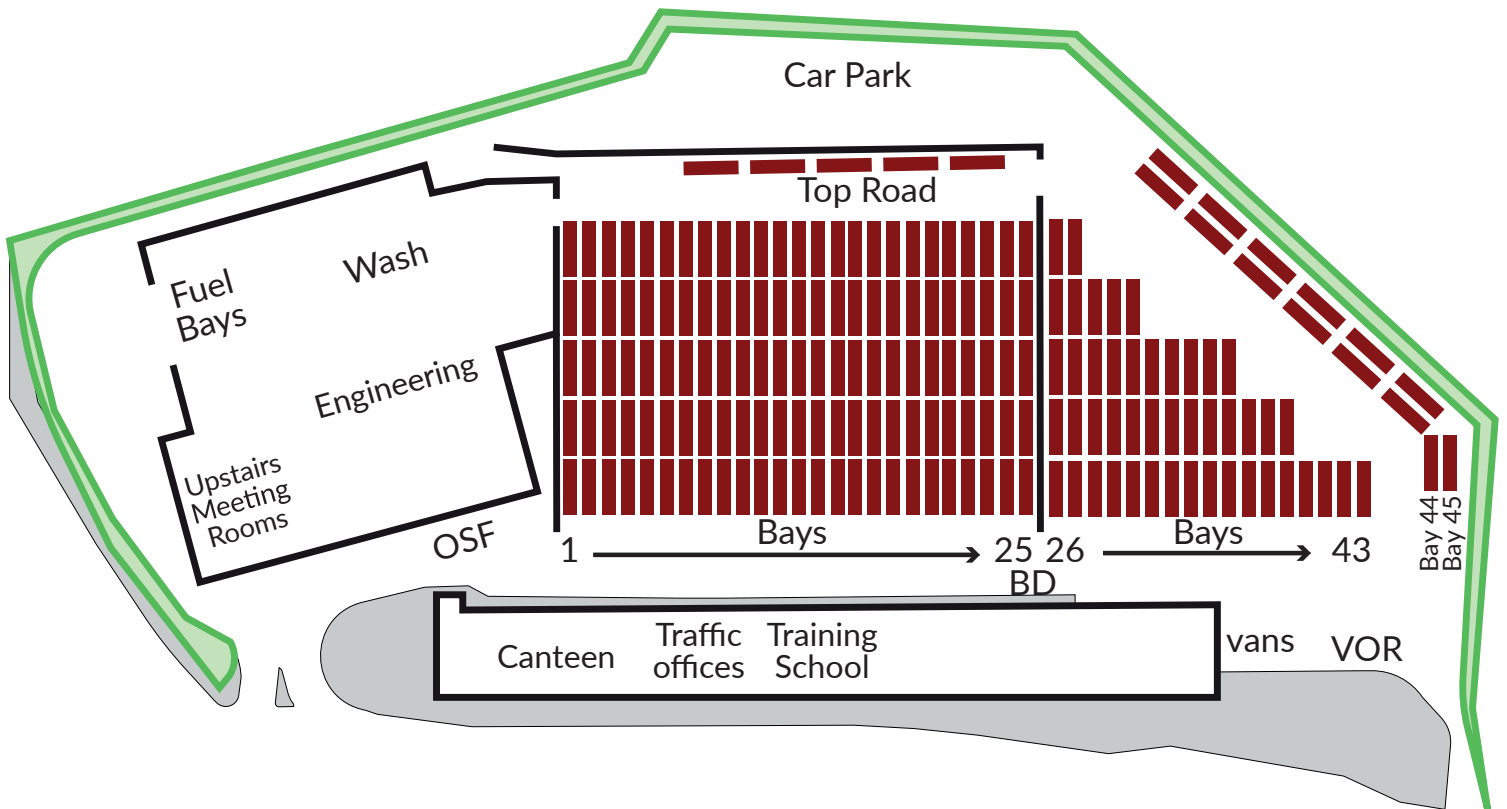 Car Park
Top Road
Wash
Fuel
Bays
Engineering
Upstairs
Meeting
Rooms
OSF
Bays
1
25
26
Bays
43
Bay 44
Bay 45
BD
Canteen
Traffic
offices
Training
School
vans
VOR